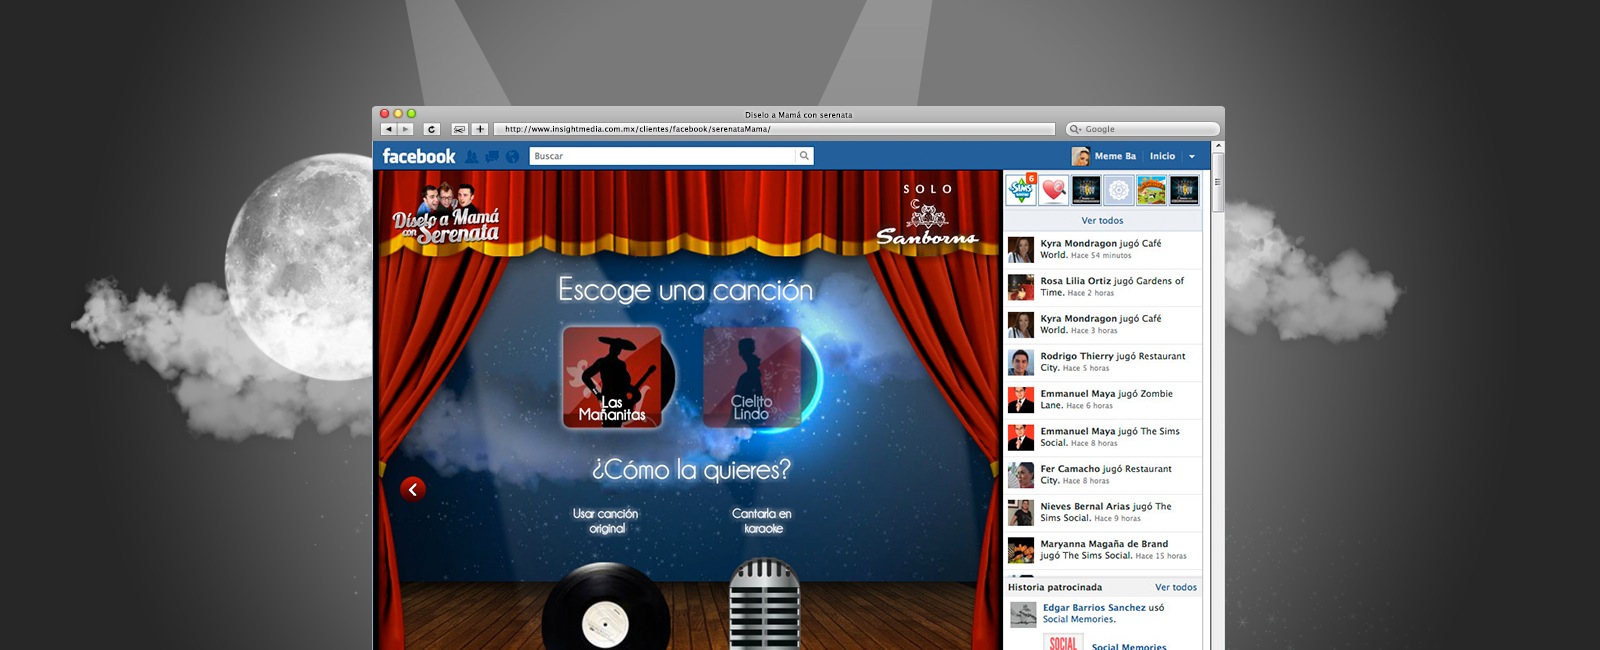 Diselo a Mamá con serenata
http://www.insightmedia.com.mx/clientes/facebook/serenataMama/
Google
facebook
Buscar
Meme Ba
Inicio
Díselo a Mamá
con Serenata
SOLO
Sanborns
Escoge una canción
Las
Mañanitas
Cielito
Lindo
¿Cómo la quieres?
Usar canción
original
Cantarla en
karaoke
SIMS
6
Ver todos
Kyra Mondragon jugó Café
World. Hace 54 minutos
Rosa Lilia Ortiz jugó Gardens of
Time. Hace 2 horas
Kyra Mondragon jugó Café
World. Hace 3 horas
Rodrigo Thierry jugó Restaurant
City. Hace 5 horas
Emmanuel Maya jugó Zombie
Lane. Hace 6 horas
Emmanuel Maya jugó The Sims
Social. Hace 8 horas
Fer Camacho jugó Restaurant
City. Hace 8 horas
Nieves Bernal Arias jugó The
Sims Social. Hace 9 horas
Maryanna Magaña de Brand
jugó The Sims Social. Hace 15 horas
Historia patrocinada Ver todos
Edgar Barrios Sanchez usó
Social Memories.
SOCIAL
Social Memories